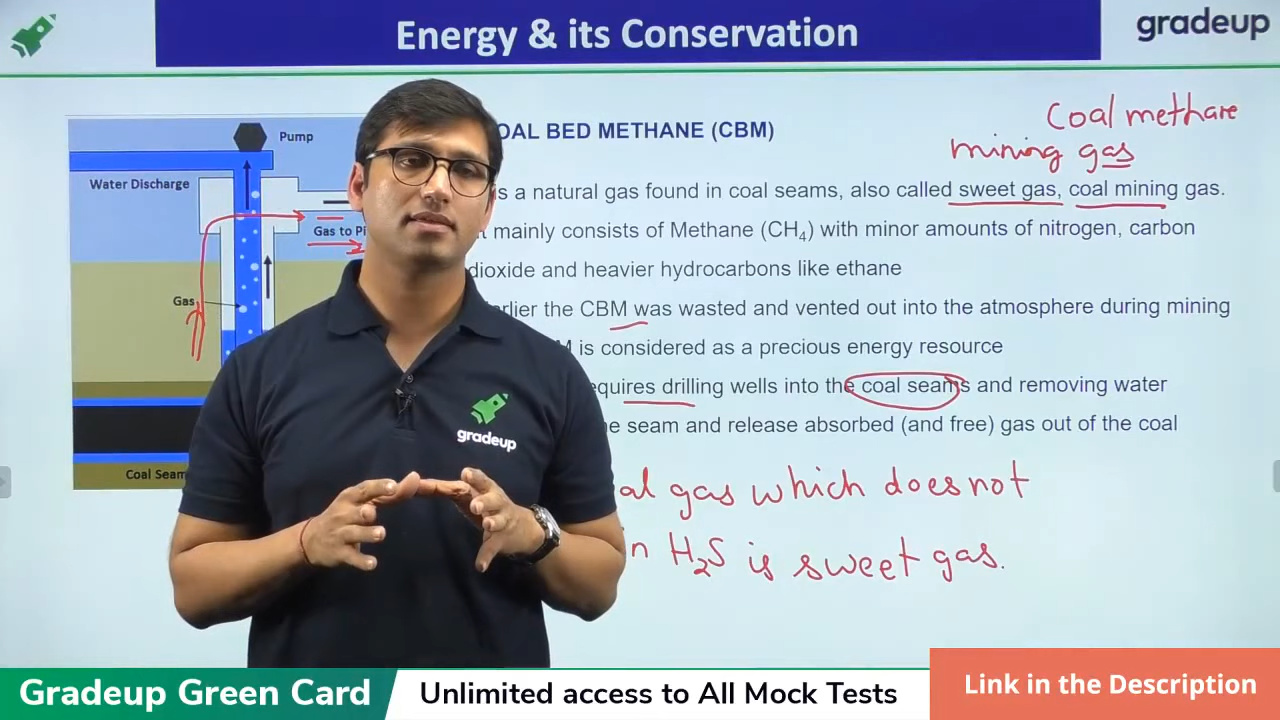 Energy & its Conservation
gradeup
Pump
Water Discharge
Gas to Pi
Gas
Coal Seam
OAL BED METHANE (CBM)
Coal methane
mining gas
s a natural gas found in coal seams, also called sweet gas, coal mining gas.
t mainly consists of Methane (CH₄) with minor amounts of nitrogen, carbon
dioxide and heavier hydrocarbons like ethane
rlier the CBM was wasted and vented out into the atmosphere during mining
M is considered as a precious energy resource
quires drilling wells into the coal seams and removing water
e seam and release absorbed (and free) gas out of the coal
al gas which does not
n H₂S is sweet gas.
gradeup
Gradeup Green Card
Unlimited access to All Mock Tests
Link in the Description